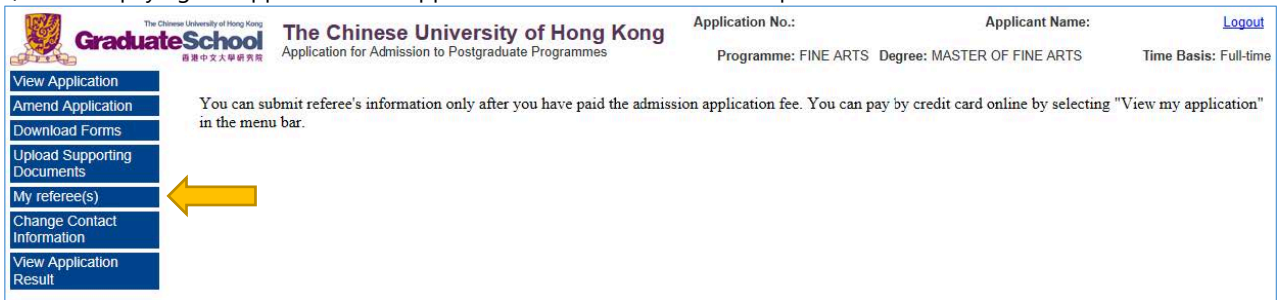 The Chinese University of Hong Kong
GraduateSchool
香港中文大學研究院
The Chinese University of Hong Kong
Application for Admission to Postgraduate Programmes
Application No.: Applicant Name: Logout
Programme: FINE ARTS Degree: MASTER OF FINE ARTS Time Basis: Full-time
View Application
Amend Application
Download Forms
Upload Supporting
Documents
My referee(s)
Change Contact
Information
View Application
Result
You can submit referee's information only after you have paid the admission application fee. You can pay by credit card online by selecting "View my application"
in the menu bar.